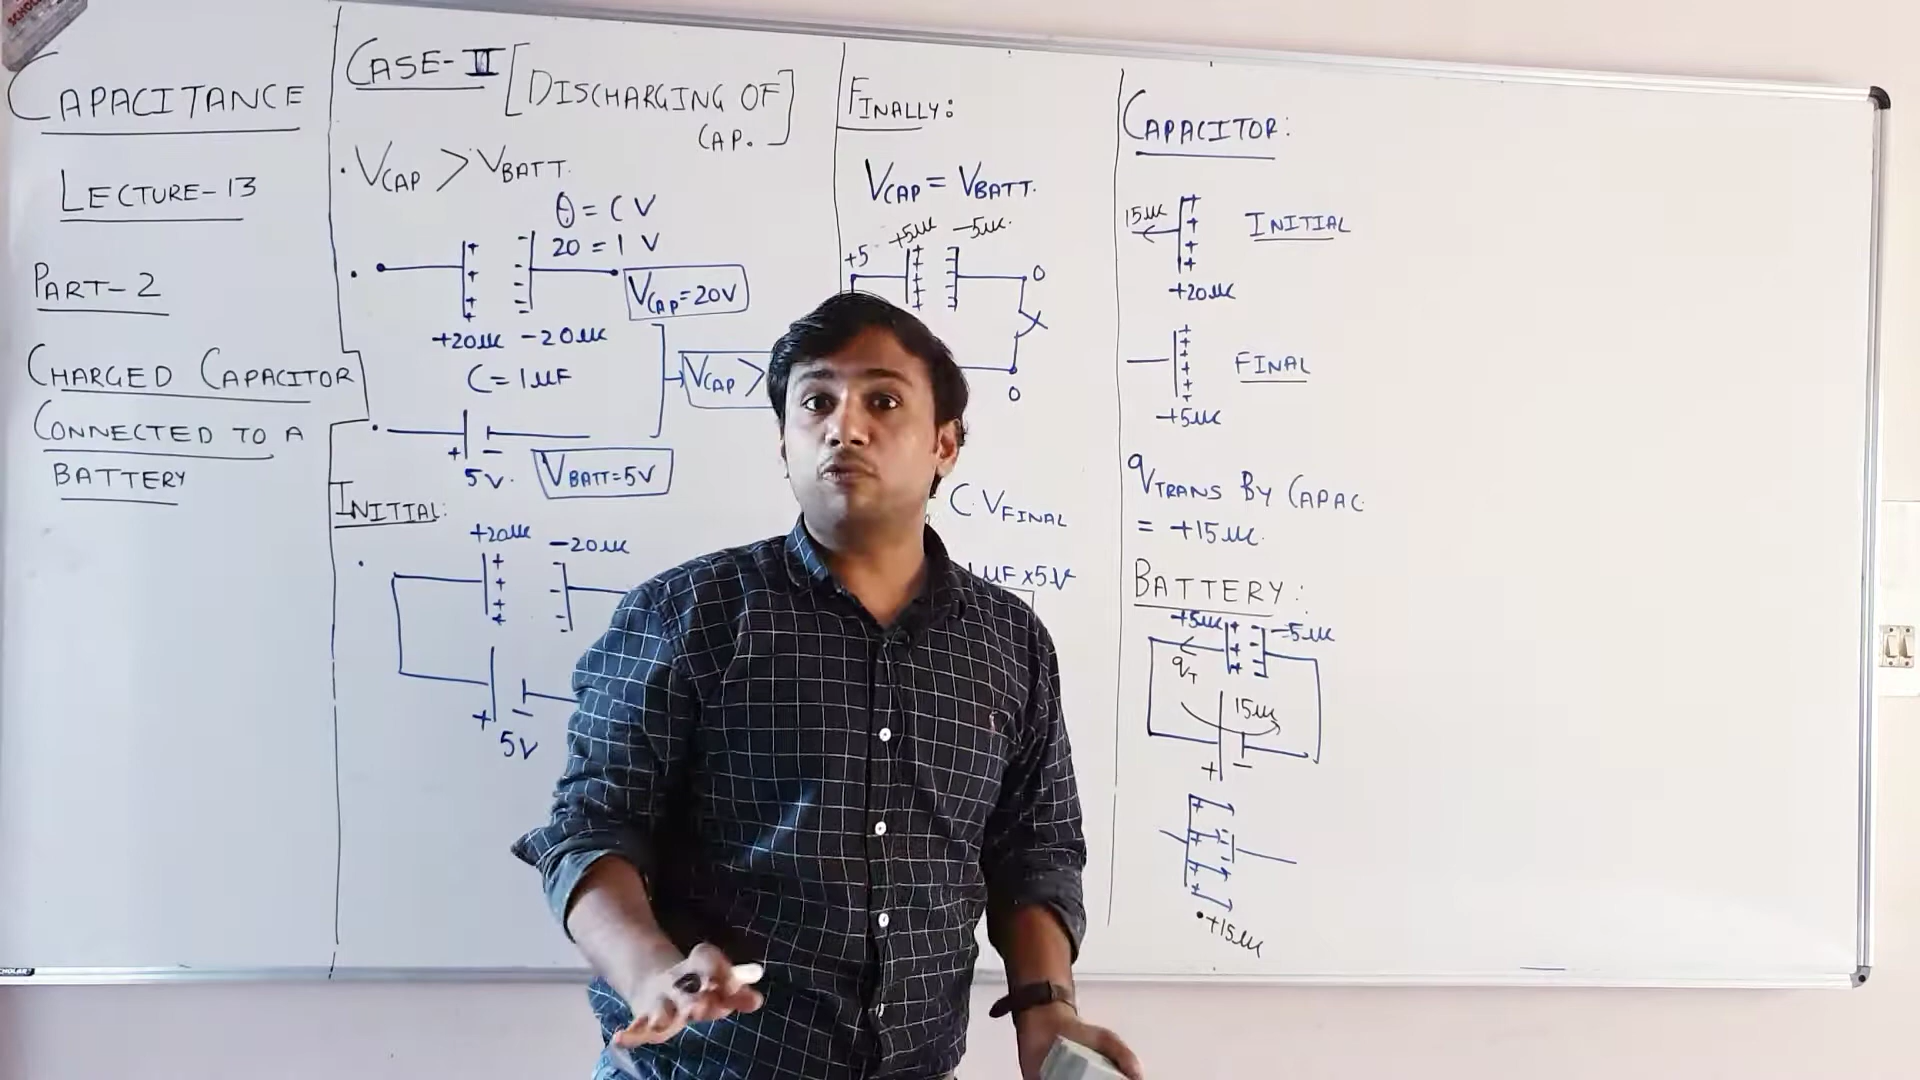 CAPACITANCE
LECTURE-13
PART-2
CHARGED CAPACITOR
CONNECTED TO A
BATTERY
CASE-II [DISCHARGING OF
CAP.]
• VCAP > VBATT.
θ = CV
20 = 1 V
VCAP=20V
+20μC -20μC
C=1μF
VCAP >
+ -
5V. VBATT=5V
INITIAL:
+20μC -20μC
+ -
5V
FINALLY:
VCAP = VBATT.
+5 +5μC -5μC.
0
0
C.VFINAL
μF x5V
CAPACITOR:
15μC INITIAL
+20μC
FINAL
+5μC
qTRANS BY CAPAC.
= +15μC.
BATTERY:
+5μC -5μC
qT
15μC
+ -
•+15μC